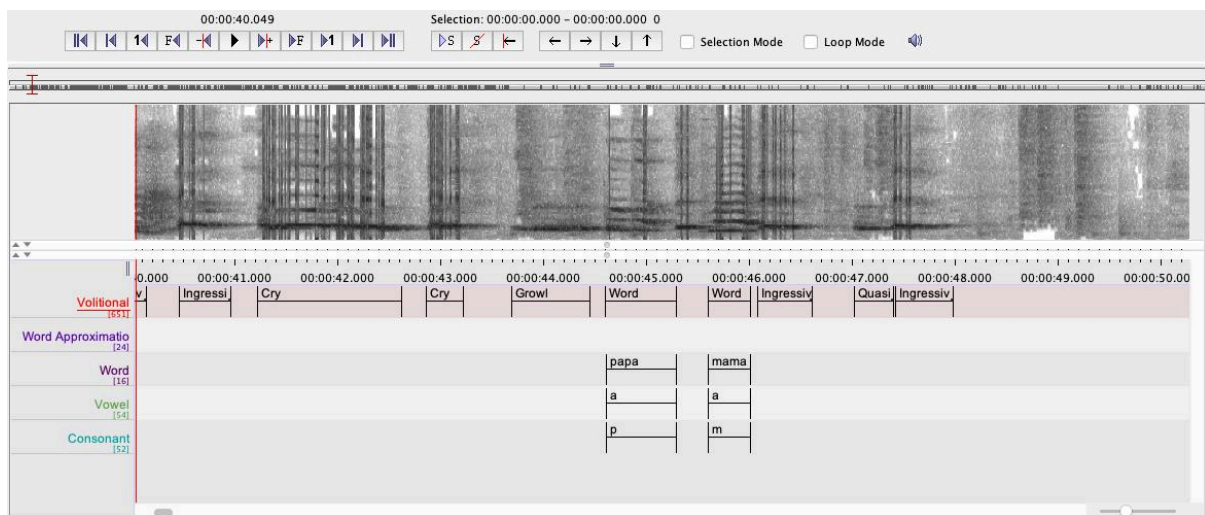 00:00:40.049 Selection: 00:00:00.000 - 00:00:00.000 0
1 F F 1 S S Selection Mode Loop Mode
0.000 00:00:41.000 00:00:42.000 00:00:43.000 00:00:44.000 00:00:45.000 00:00:46.000 00:00:47.000 00:00:48.000 00:00:49.000 00:00:50.00
Volitional v. Ingressi Cry Cry Growl Word Word Ingressiv Quasi Ingressiv
[651]
Word Approximatio
[24]
Word papa mama
[16]
Vowel a a
[54]
Consonant p m
[52]